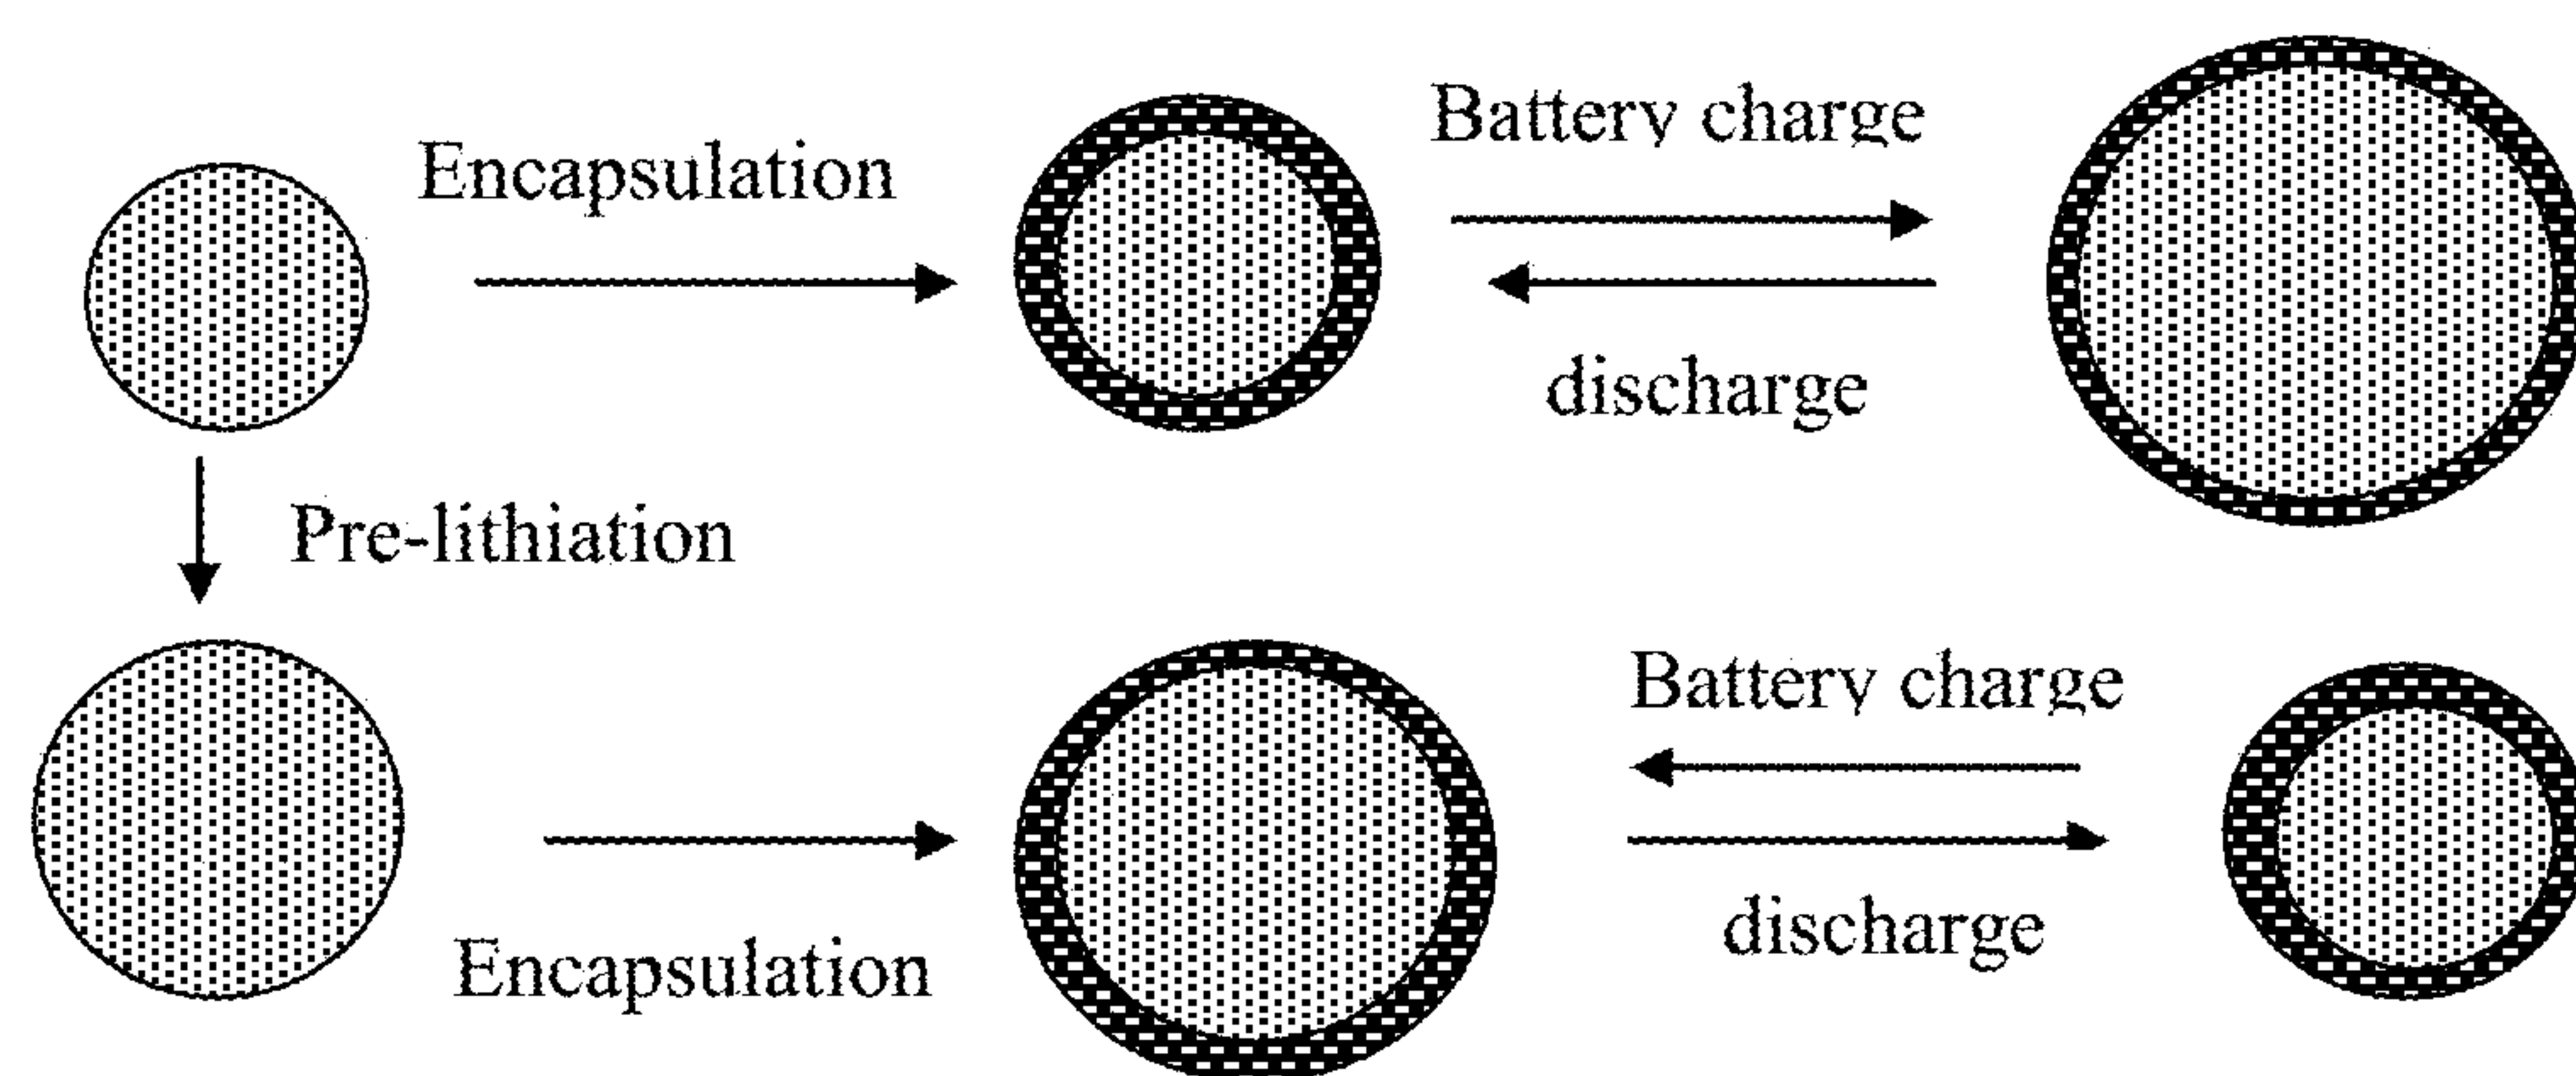 Encapsulation
Battery charge
discharge
Pre-lithiation
Battery charge
discharge
Encapsulation